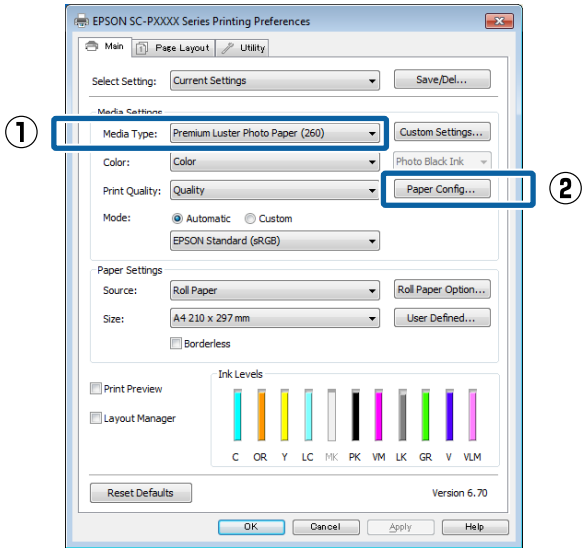 EPSON SC-PXXXX Series Printing Preferences
Main Page Layout Utility
Select Setting: Current Settings Save/Del...
Media Settings
① Media Type: Premium Luster Photo Paper (260) Custom Settings...
Color: Color Photo Black Ink
Print Quality: Quality Paper Config... ②
Mode: Automatic Custom
EPSON Standard (sRGB)
Paper Settings
Source: Roll Paper Roll Paper Option...
Size: A4 210 x 297 mm User Defined...
Borderless
Ink Levels
Print Preview
Layout Manager
C OR Y LC MK PK VM LK GR V VLM
Reset Defaults Version 6.70
OK Cancel Apply Help